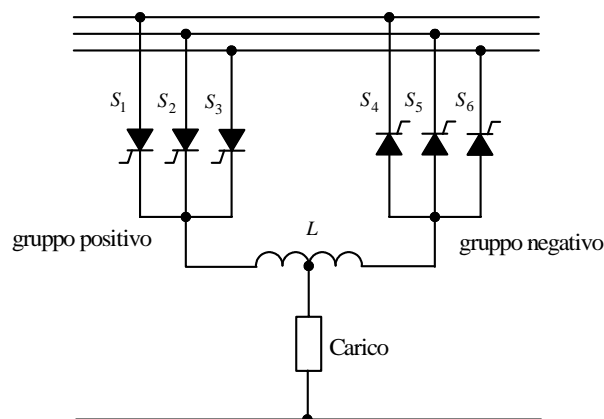 S1 S2 S3 S4 S5 S6
gruppo positivo
L
gruppo negativo
Carico